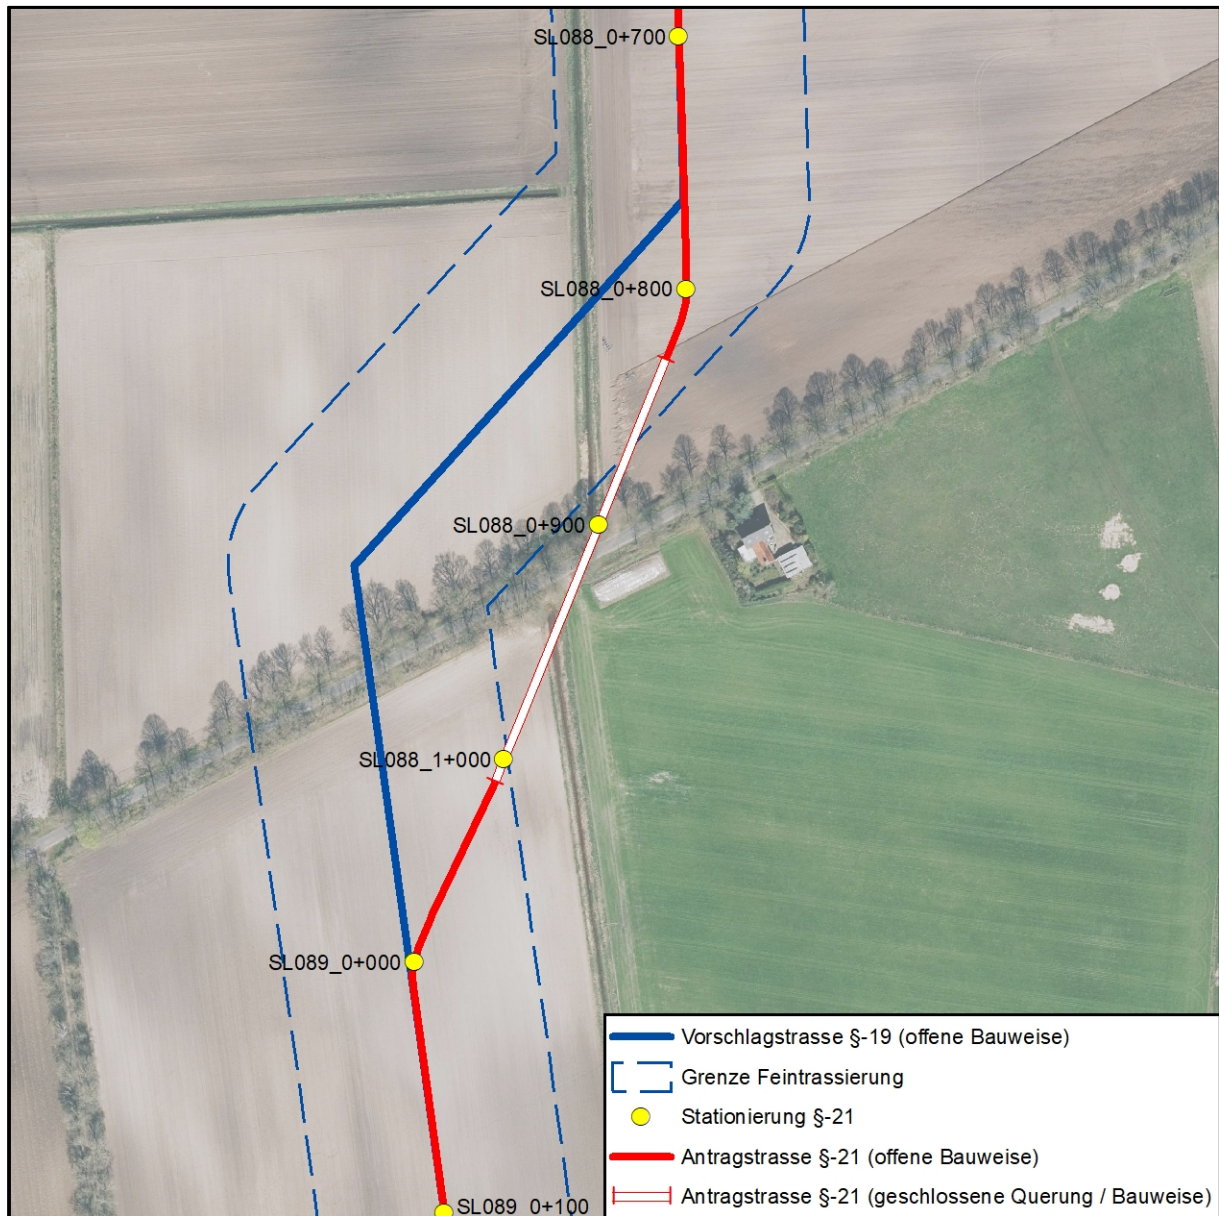 SL088_0+700
SL088_0+800
SL088_0+900
SL088_1+000
SL089_0+000
SL089_0+100
Vorschlagstrasse §-19 (offene Bauweise)
Grenze Feintrassierung
Stationierung §-21
Antragstrasse §-21 (offene Bauweise)
Antragstrasse §-21 (geschlossene Querung / Bauweise)